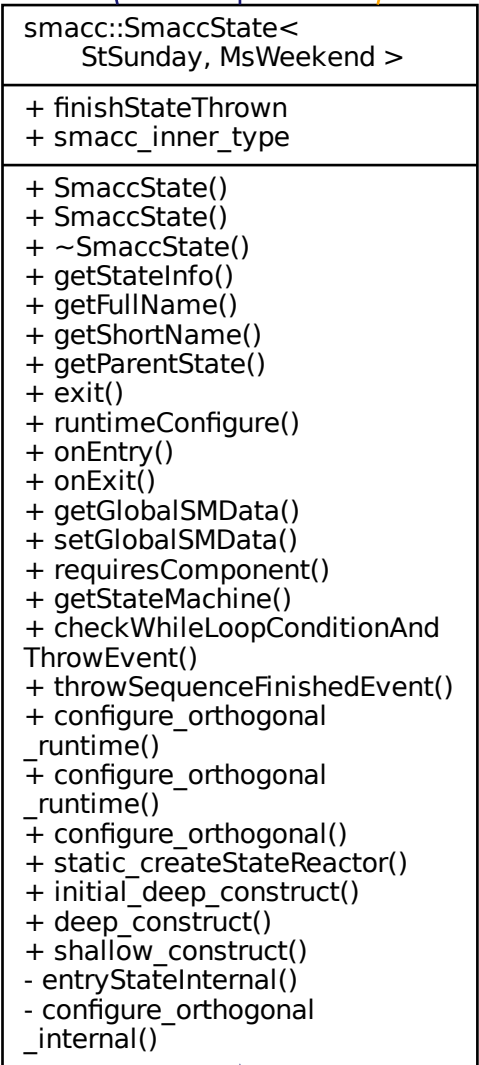 smacc::SmaccState<
StSunday, MsWeekend >
+ finishStateThrown
+ smacc_inner_type
+ SmaccState()
+ SmaccState()
+ ~SmaccState()
+ getStateInfo()
+ getFullName()
+ getShortName()
+ getParentState()
+ exit()
+ runtimeConfigure()
+ onEntry()
+ onExit()
+ getGlobalSMData()
+ setGlobalSMData()
+ requiresComponent()
+ getStateMachine()
+ checkWhileLoopConditionAnd
ThrowEvent()
+ throwSequenceFinishedEvent()
+ configure_orthogonal
_runtime()
+ configure_orthogonal
_runtime()
+ configure_orthogonal()
+ static_createStateReactor()
+ initial_deep_construct()
+ deep_construct()
+ shallow_construct()
- entryStateInternal()
- configure_orthogonal
_internal()